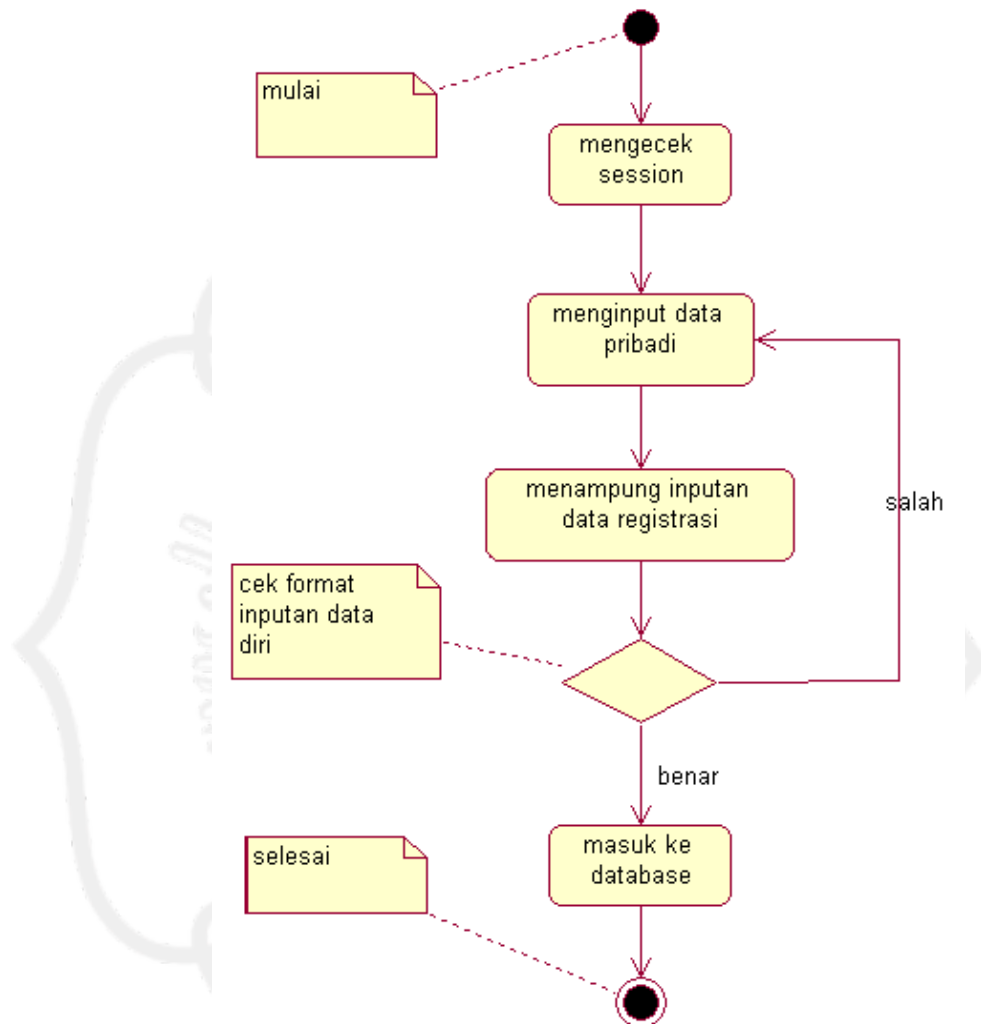 mulai
mengecek
session
menginput data
pribadi
menampung inputan
data registrasi
salah
cek format
inputan data
diri
benar
masuk ke
database
selesai